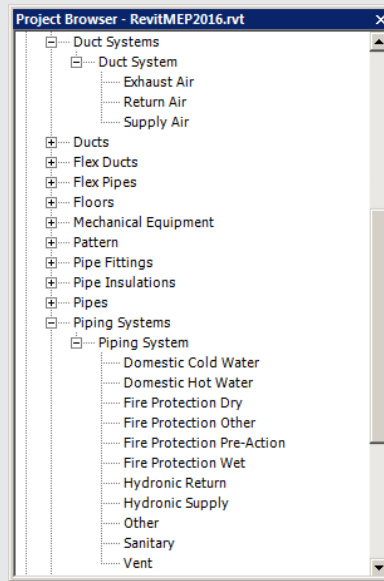 Project Browser - RevitMEP2016.rvt
Duct Systems
Duct System
Exhaust Air
Return Air
Supply Air
Ducts
Flex Ducts
Flex Pipes
Floors
Mechanical Equipment
Pattern
Pipe Fittings
Pipe Insulations
Pipes
Piping Systems
Piping System
Domestic Cold Water
Domestic Hot Water
Fire Protection Dry
Fire Protection Other
Fire Protection Pre-Action
Fire Protection Wet
Hydronic Return
Hydronic Supply
Other
Sanitary
Vent